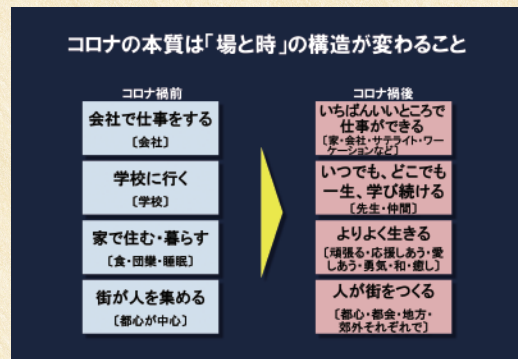 コロナの本質は「場と時」の構造が変わること
コロナ禍前
会社で仕事をする
〔会社〕
学校に行く
〔学校〕
家で住む・暮らす
〔食・団欒・睡眠〕
街が人を集める
〔都心が中心〕
コロナ禍後
いちばんいいところで
仕事ができる
〔家・会社・サテライト・ワー
ケーションなど〕
いつでも、どこでも
一生、学び続ける
〔先生・仲間〕
よりよく生きる
〔頑張る・応援しあう・愛
しあう・勇気・和・癒し〕
人が街をつくる
〔都心・都会・地方・
郊外それぞれで〕